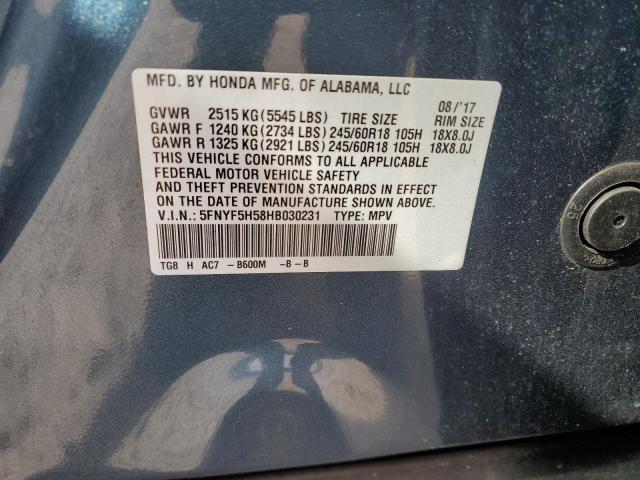 MFD. BY HONDA MFG. OF ALABAMA, LLC
08/'17
GVWR 2515 KG (5545 LBS) TIRE SIZE RIM SIZE
GAWR F 1240 KG (2734 LBS) 245/60R18 105H 18X8.0J
GAWR R 1325 KG (2921 LBS) 245/60R18 105H 18X8.0J
THIS VEHICLE CONFORMS TO ALL APPLICABLE
FEDERAL MOTOR VEHICLE SAFETY
AND THEFT PREVENTION STANDARDS IN EFFECT
ON THE DATE OF MANUFACTURE SHOWN ABOVE.
V.I.N.: 5FNYF5H58HB030231 TYPE: MPV
TG8 H AC7 -B600M -B-B
25